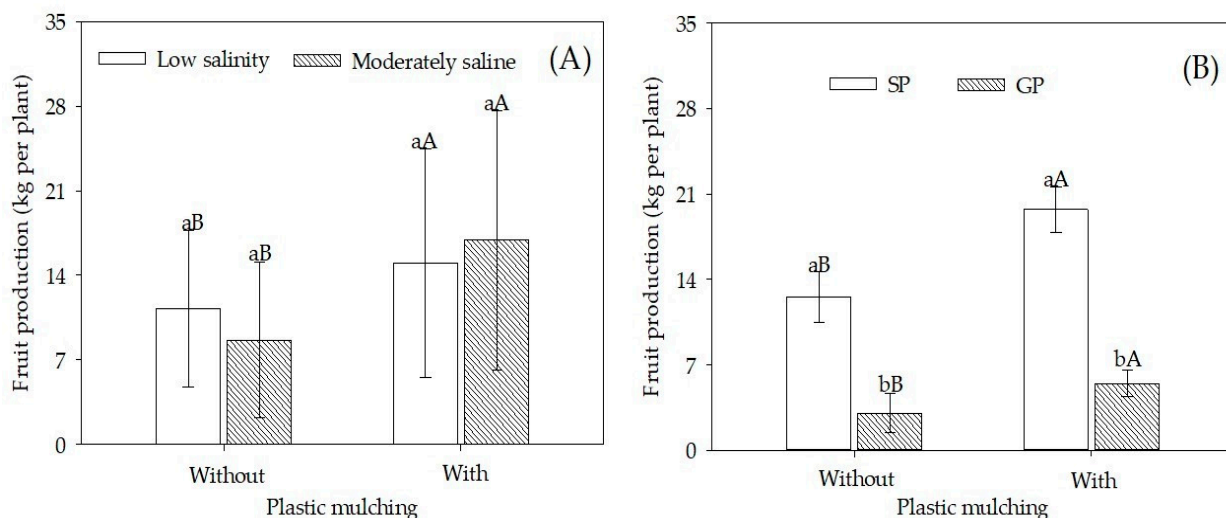 Fruit production (kg per plant)
35
28
21
14
7
0
Low salinity
Moderately saline
(A)
aB
aB
aA
aA
Without
With
Plastic mulching
Fruit production (kg per plant)
35
28
21
14
7
0
SP
GP
(B)
aB
bB
aA
bA
Without
With
Plastic mulching